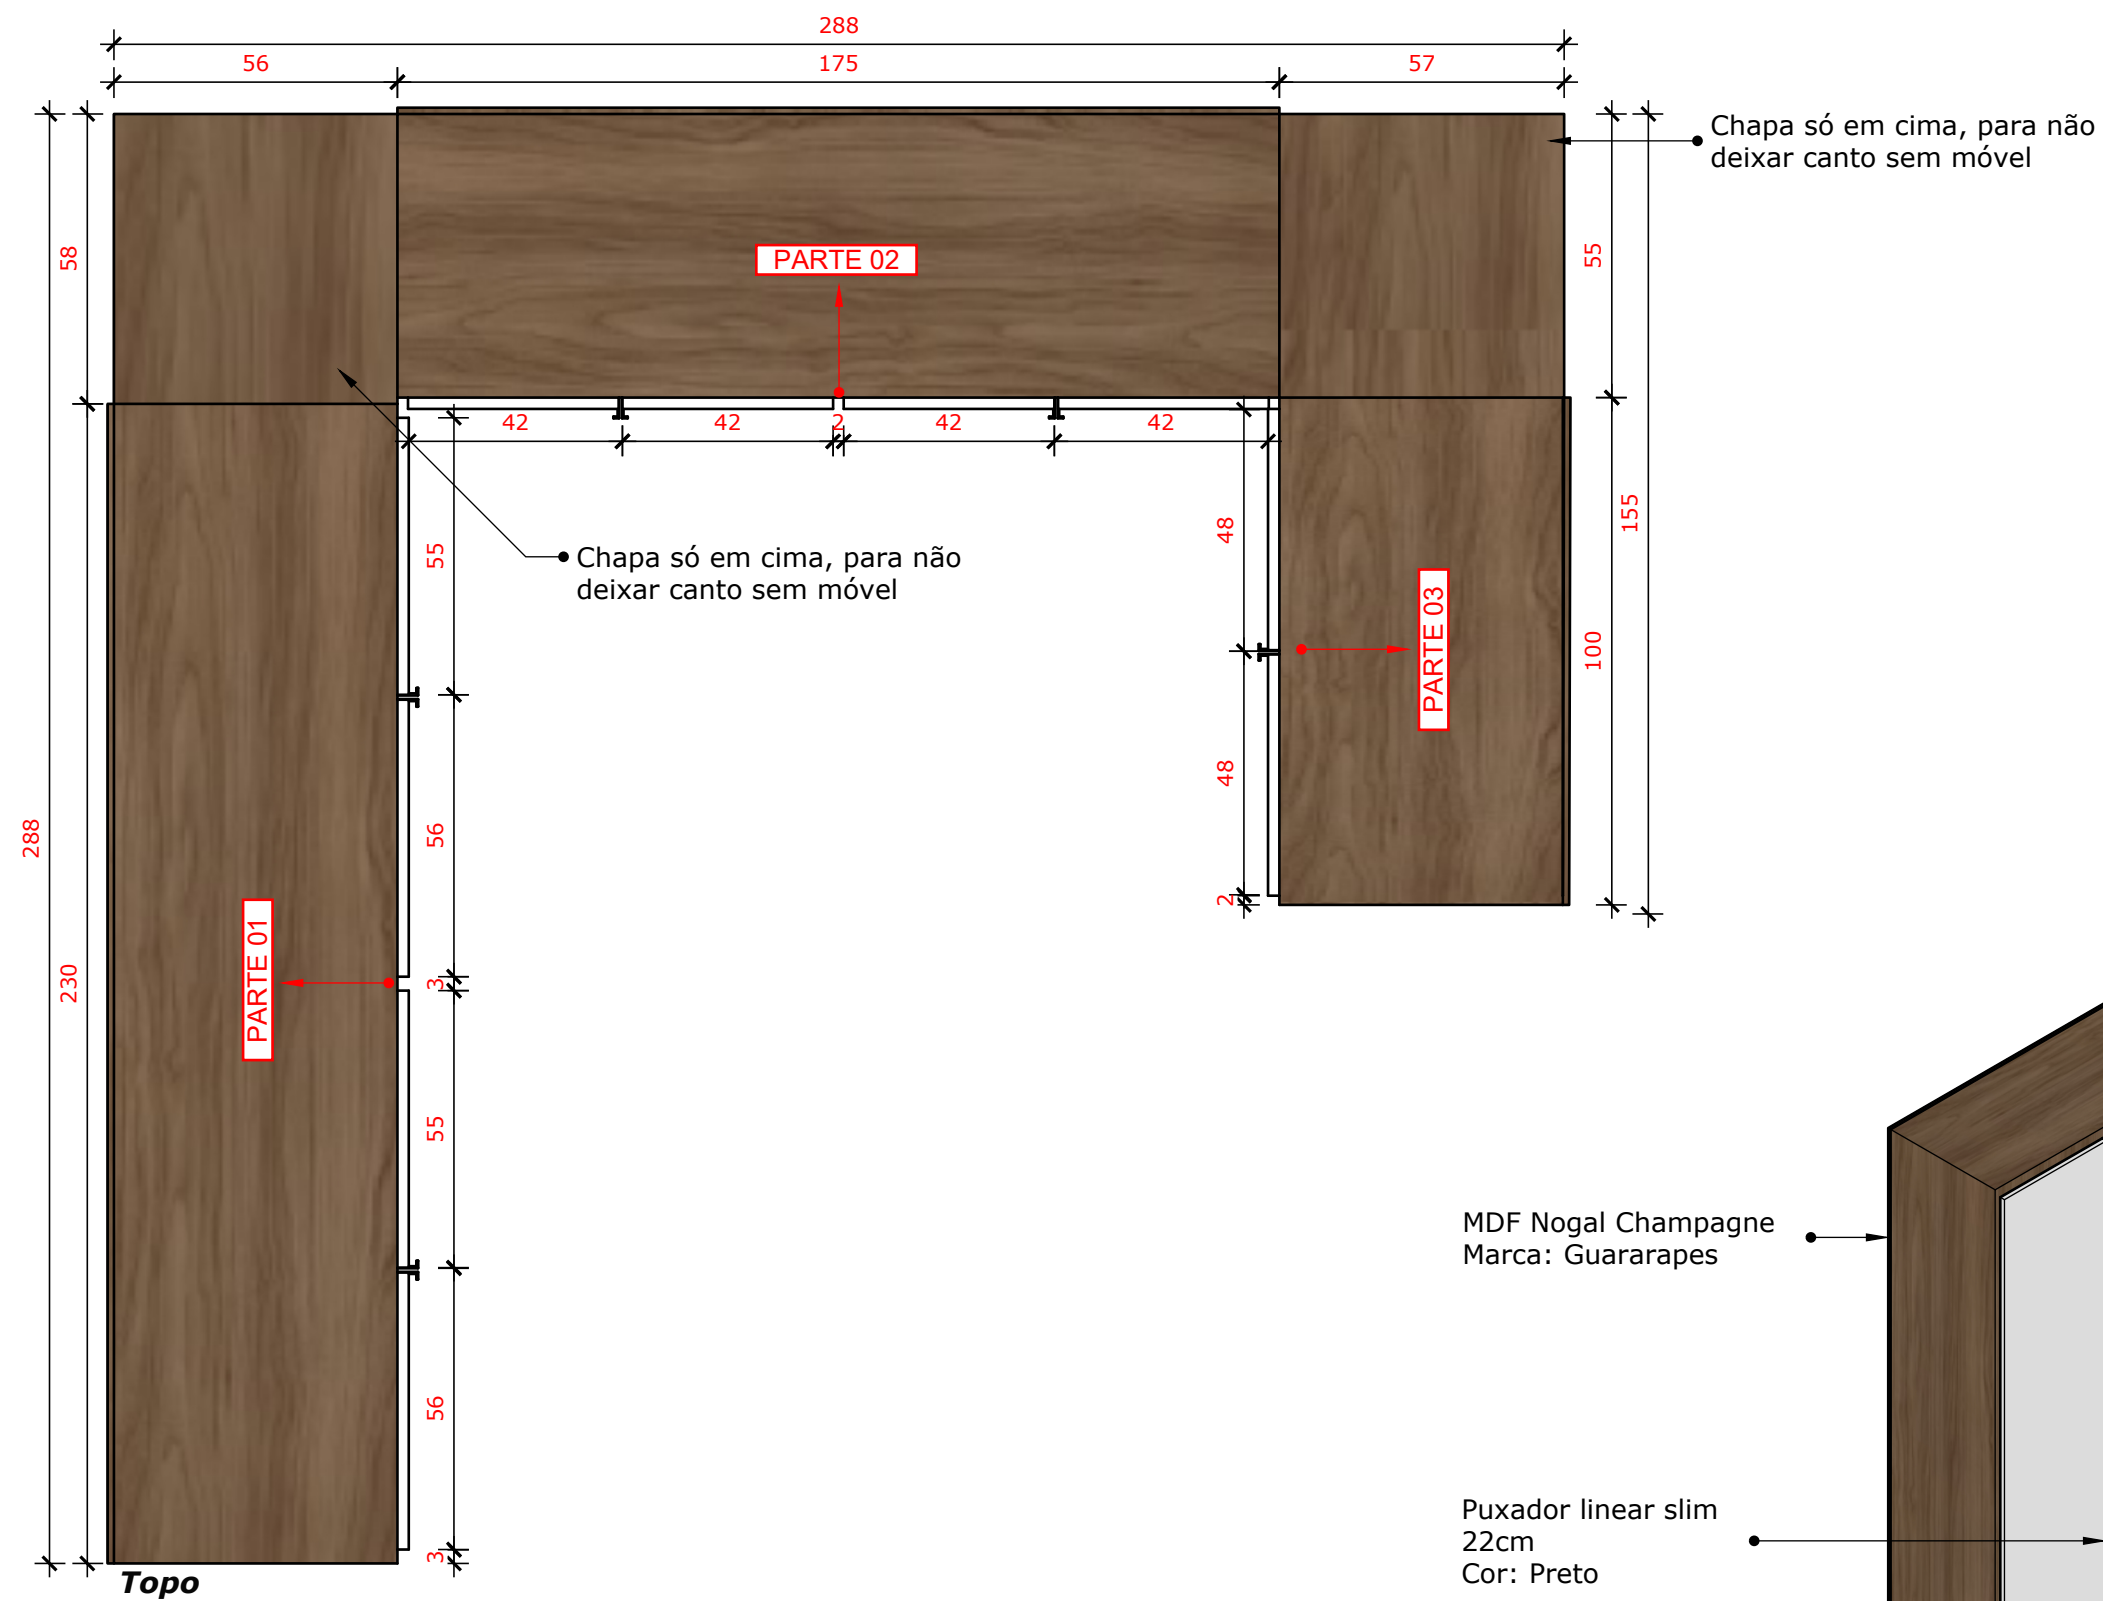 288
56
175
57
Chapa só em cima, para não
deixar canto sem móvel
58
PARTE 02
55
42
42
2
42
42
155
48
55
Chapa só em cima, para não
deixar canto sem móvel
PARTE 03
100
48
56
288
2
PARTE 01
230
3
55
MDF Nogal Champagne
Marca: Guararapes
56
Puxador linear slim
22cm
Cor: Preto
3
Topo